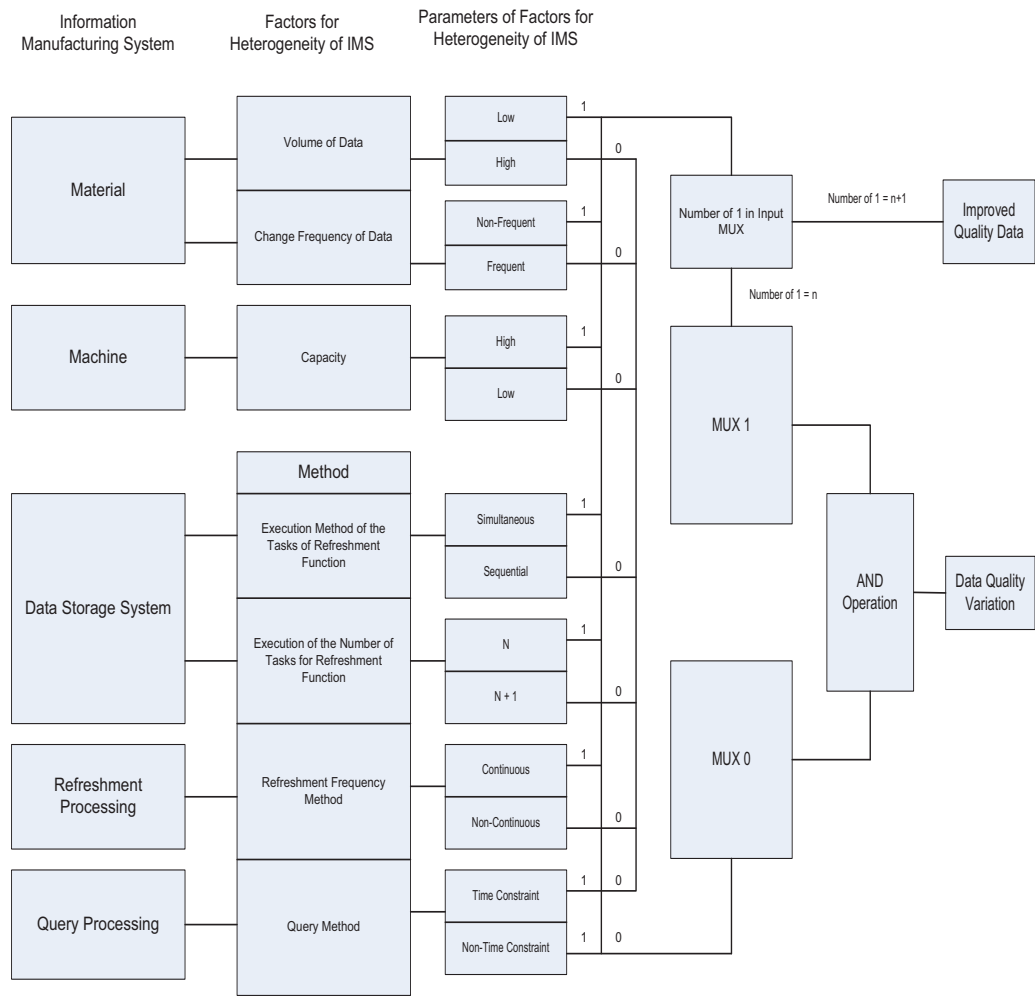 Information
Manufacturing System
Factors for
Heterogeneity of IMS
Parameters of Factors for
Heterogeneity of IMS
Material
Volume of Data
Change Frequency of Data
Low
High
Non-Frequent
Frequent
1
0
1
0
Number of 1 in Input
MUX
Number of 1 = n+1
Improved
Quality Data
Number of 1 = n
Machine
Capacity
High
Low
1
0
MUX 1
Data Storage System
Method
Execution Method of the
Tasks of Refreshment
Function
Simultaneous
Sequential
1
0
AND
Operation
Data Quality
Variation
Execution of the Number of
Tasks for Refreshment
Function
N
N + 1
1
0
MUX 0
Refreshment
Processing
Refreshment Frequency
Method
Continuous
Non-Continuous
1
0
Query Processing
Query Method
Time Constraint
Non-Time Constraint
1
0
1
0